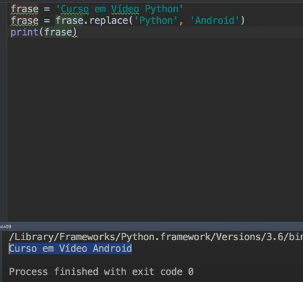 frase = 'Curso em Vídeo Python'
frase = frase.replace('Python', 'Android')
print(frase)
/Library/Frameworks/Python.framework/Versions/3.6/bin
Curso em Vídeo Android
Process finished with exit code 0